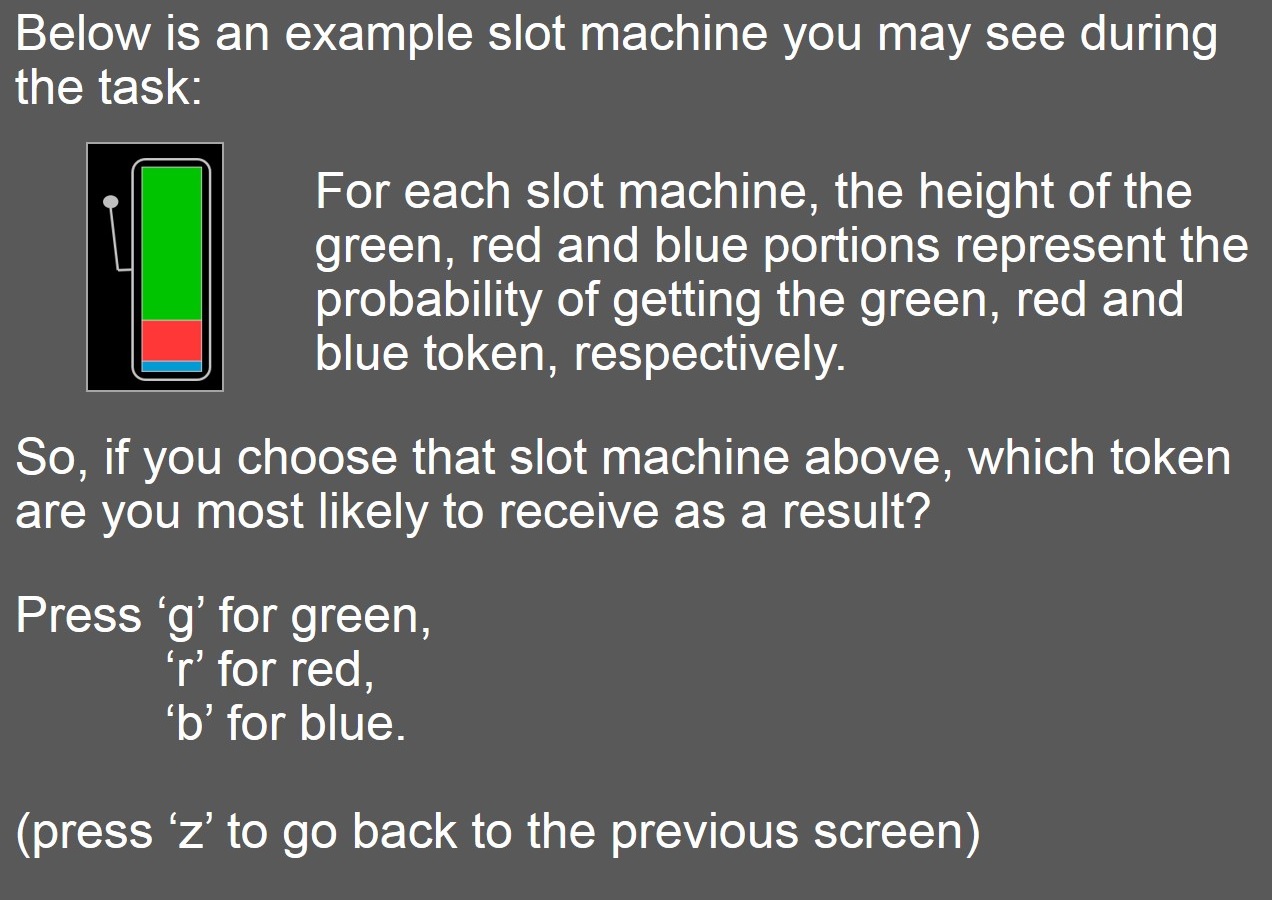 Below is an example slot machine you may see during
the task:
For each slot machine, the height of the
green, red and blue portions represent the
probability of getting the green, red and
blue token, respectively.
So, if you choose that slot machine above, which token
are you most likely to receive as a result?
Press ‘g’ for green,
‘r’ for red,
‘b’ for blue.
(press ‘z’ to go back to the previous screen)